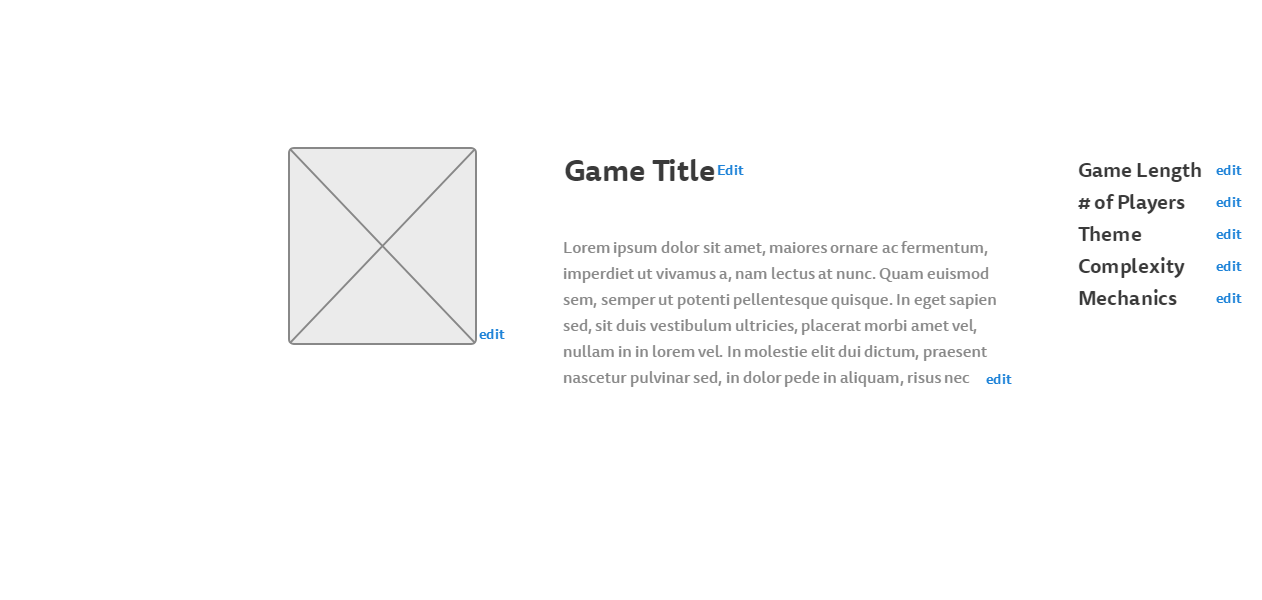 edit
Game Title Edit
Lorem ipsum dolor sit amet, maiores ornare ac fermentum,
imperdiet ut vivamus a, nam lectus at nunc. Quam euismod
sem, semper ut potenti pellentesque quisque. In eget sapien
sed, sit duis vestibulum ultricies, placerat morbi amet vel,
nullam in in lorem vel. In molestie elit dui dictum, praesent
nascetur pulvinar sed, in dolor pede in aliquam, risus nec edit
Game Length edit
# of Players edit
Theme edit
Complexity edit
Mechanics edit